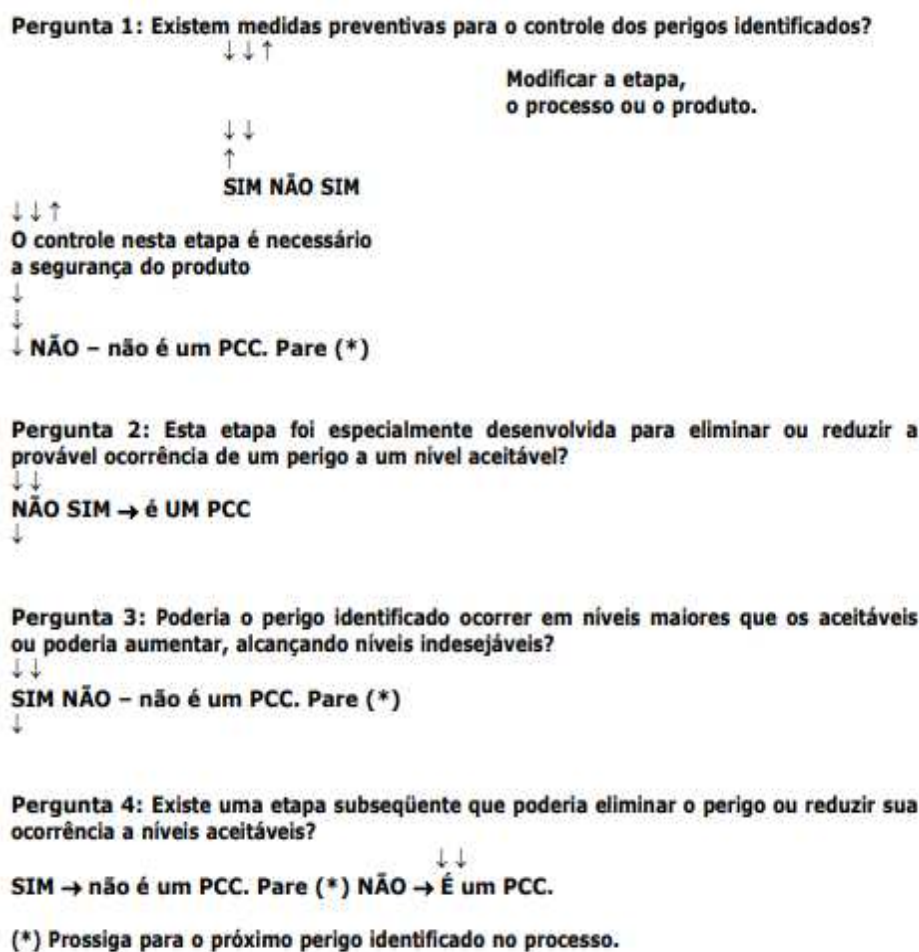 Pergunta 1: Existem medidas preventivas para o controle dos perigos identificados?
↓ ↓ ↑
Modificar a etapa,
o processo ou o produto.
↓ ↓
↑
SIM NÃO SIM
↓ ↓ ↑
O controle nesta etapa é necessário
a segurança do produto
↓
↓
↓ NÃO – não é um PCC. Pare (*)
Pergunta 2: Esta etapa foi especialmente desenvolvida para eliminar ou reduzir a
provável ocorrência de um perigo a um nível aceitável?
↓ ↓
NÃO SIM → é UM PCC
↓
Pergunta 3: Poderia o perigo identificado ocorrer em níveis maiores que os aceitáveis
ou poderia aumentar, alcançando níveis indesejáveis?
↓ ↓
SIM NÃO – não é um PCC. Pare (*)
↓
Pergunta 4: Existe uma etapa subseqüente que poderia eliminar o perigo ou reduzir sua
ocorrência a níveis aceitáveis?
↓ ↓
SIM → não é um PCC. Pare (*) NÃO → É um PCC.
(*) Prossiga para o próximo perigo identificado no processo.